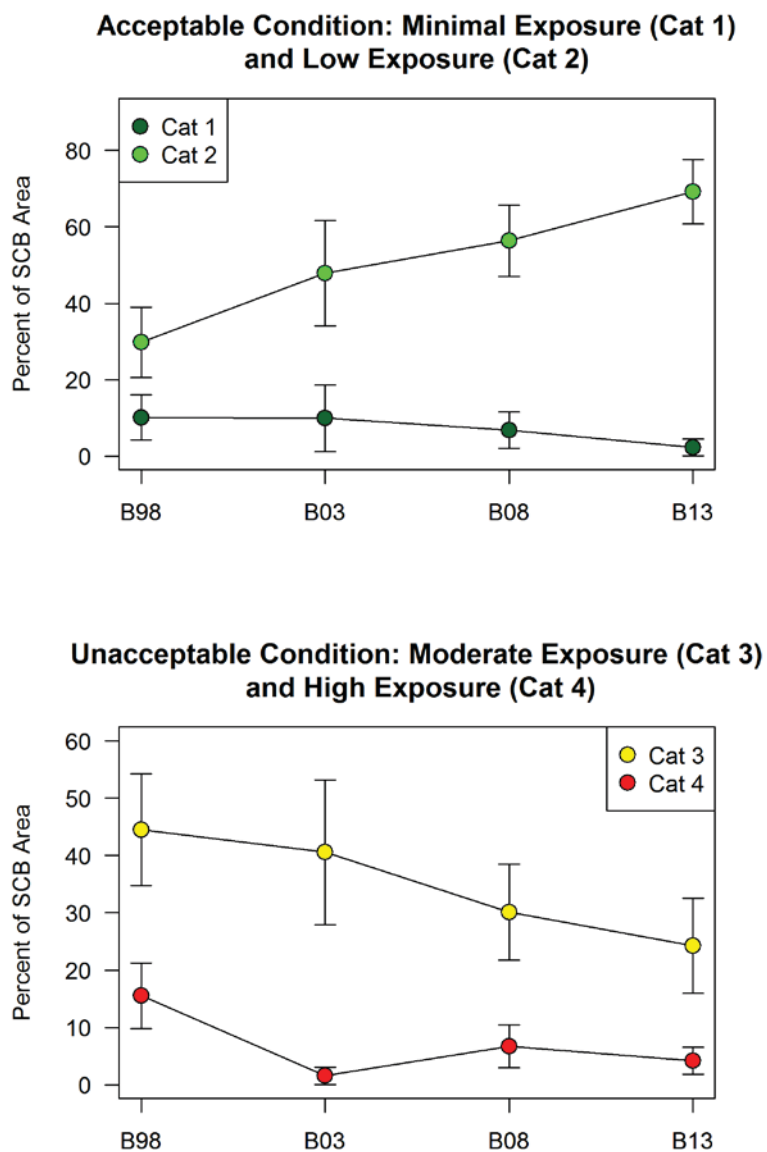 Acceptable Condition: Minimal Exposure (Cat 1)
and Low Exposure (Cat 2)
Cat 1
Cat 2
Percent of SCB Area
80
60
40
20
0
B98 B03 B08 B13
Unacceptable Condition: Moderate Exposure (Cat 3)
and High Exposure (Cat 4)
Cat 3
Cat 4
Percent of SCB Area
60
50
40
30
20
10
0
B98 B03 B08 B13